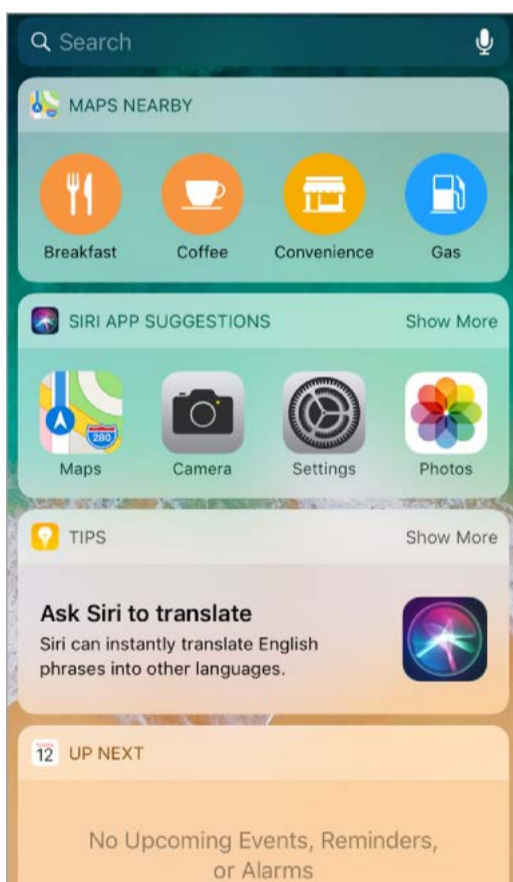 Search
MAPS NEARBY
Breakfast Coffee Convenience Gas
SIRI APP SUGGESTIONS Show More
280
Maps Camera Settings Photos
TIPS Show More
Ask Siri to translate
Siri can instantly translate English
phrases into other languages.
12 UP NEXT
No Upcoming Events, Reminders,
or Alarms